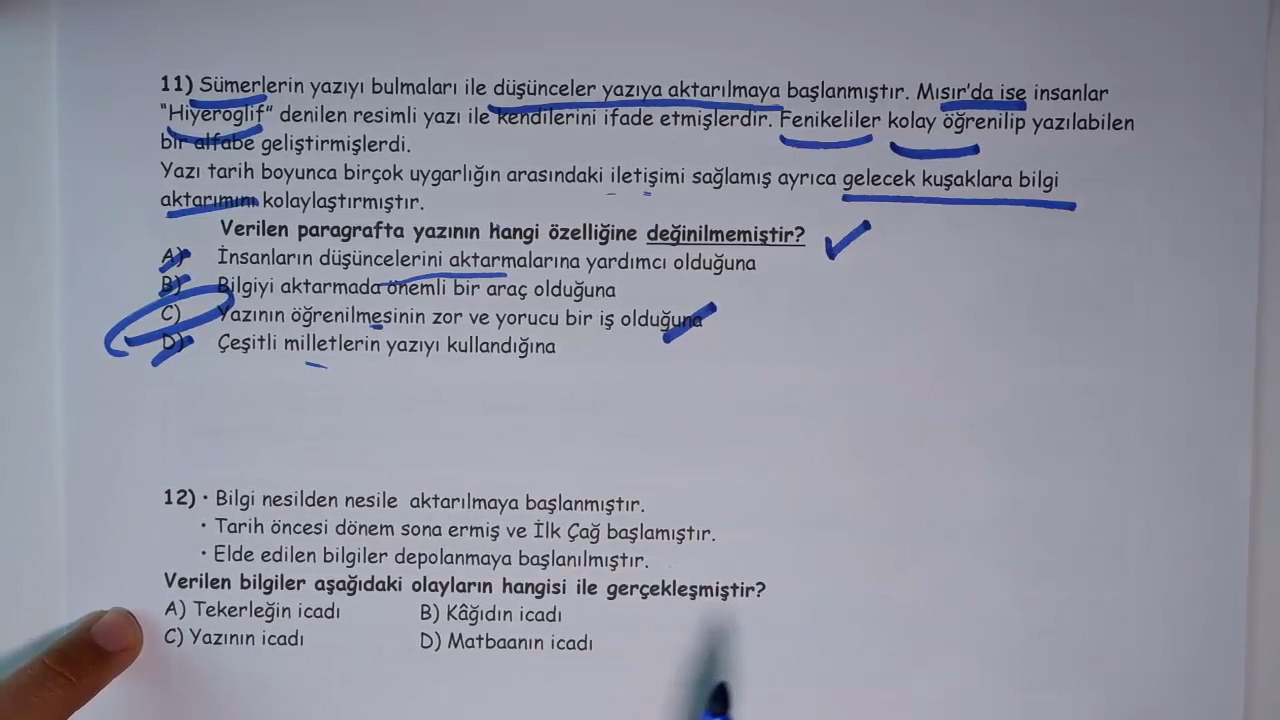 11) Sümerlerin yazıyı bulmaları ile düşünceler yazıya aktarılmaya başlanmıştır. Mısır'da ise insanlar
"Hiyeroglif" denilen resimli yazı ile kendilerini ifade etmişlerdir. Fenikeliler kolay öğrenilip yazılabilen
bir alfabe geliştirmişlerdi.
Yazı tarih boyunca birçok uygarlığın arasındaki iletişimi sağlamış ayrıca gelecek kuşaklara bilgi
aktarımını kolaylaştırmıştır.
Verilen paragrafta yazının hangi özelliğine değinilmemiştir?
A) İnsanların düşüncelerini aktarmalarına yardımcı olduğuna
B) Bilgiyi aktarmada önemli bir araç olduğuna
C) Yazının öğrenilmesinin zor ve yorucu bir iş olduğuna
D) Çeşitli milletlerin yazıyı kullandığına
12) • Bilgi nesilden nesile aktarılmaya başlanmıştır.
• Tarih öncesi dönem sona ermiş ve İlk Çağ başlamıştır.
• Elde edilen bilgiler depolanmaya başlanılmıştır.
Verilen bilgiler aşağıdaki olayların hangisi ile gerçekleşmiştir?
A) Tekerleğin icadı B) Kâğıdın icadı
C) Yazının icadı D) Matbaanın icadı